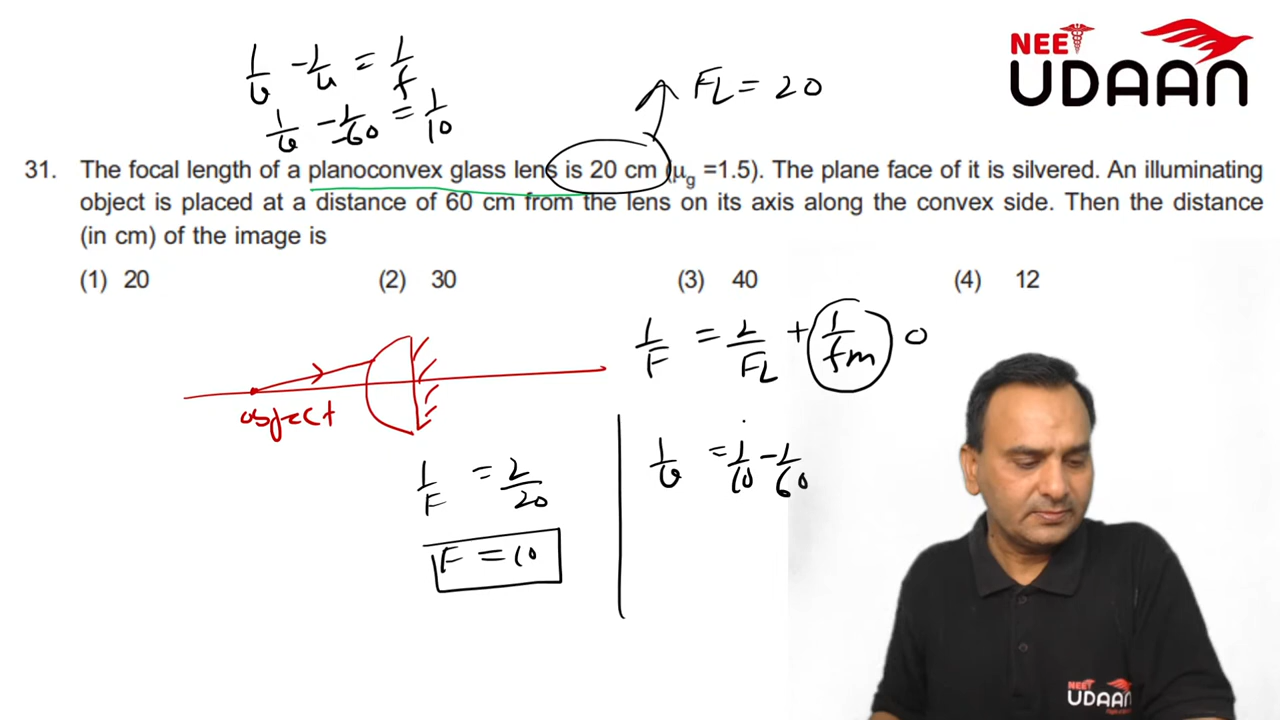 NEET
UDAAN
1/v - 1/u = 1/f
1/v - 1/-60 = 1/10
FL = 20
31. The focal length of a planoconvex glass lens is 20 cm (μg =1.5). The plane face of it is silvered. An illuminating
object is placed at a distance of 60 cm from the lens on its axis along the convex side. Then the distance
(in cm) of the image is
(1) 20 (2) 30 (3) 40 (4) 12
1/F = 2/FL + 1/fm 0
object
1/F = 2/20
F = 10
1/v = 1/10 - 1/60
NEET
UDAAN